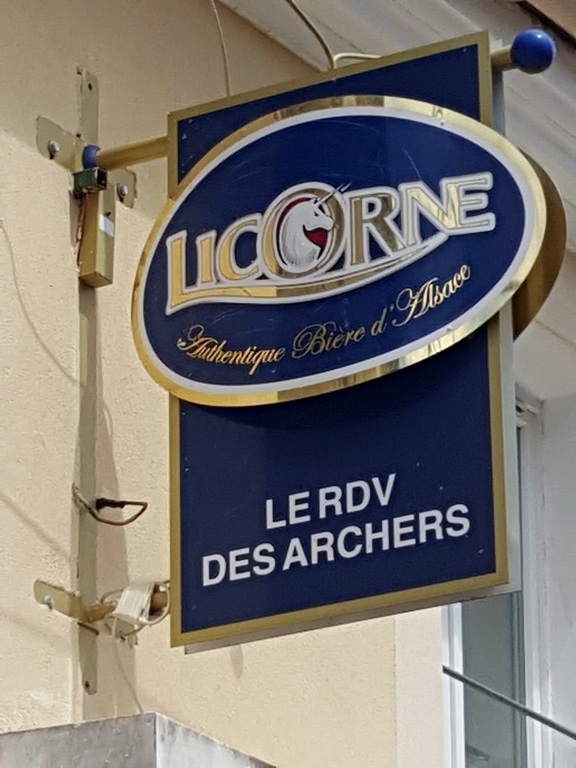 LICORNE
Authentique Bière d'Alsace
LE RDV
DES ARCHERS